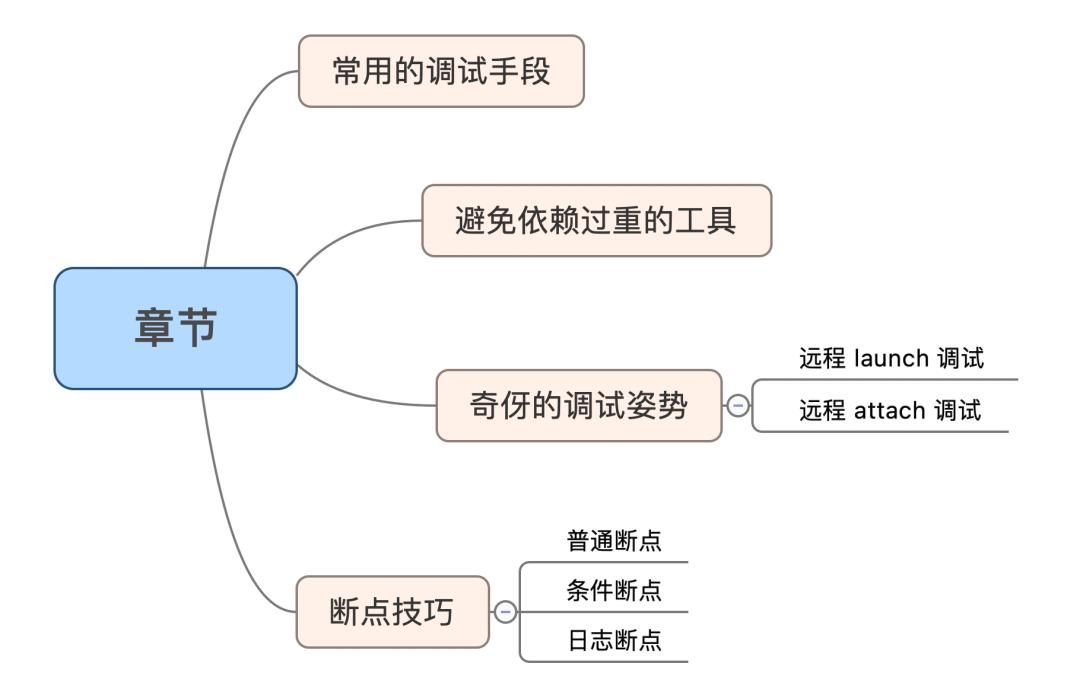 常用的调试手段
避免依赖过重的工具
章节
奇伢的调试姿势
远程 launch 调试
远程 attach 调试
断点技巧
普通断点
条件断点
日志断点